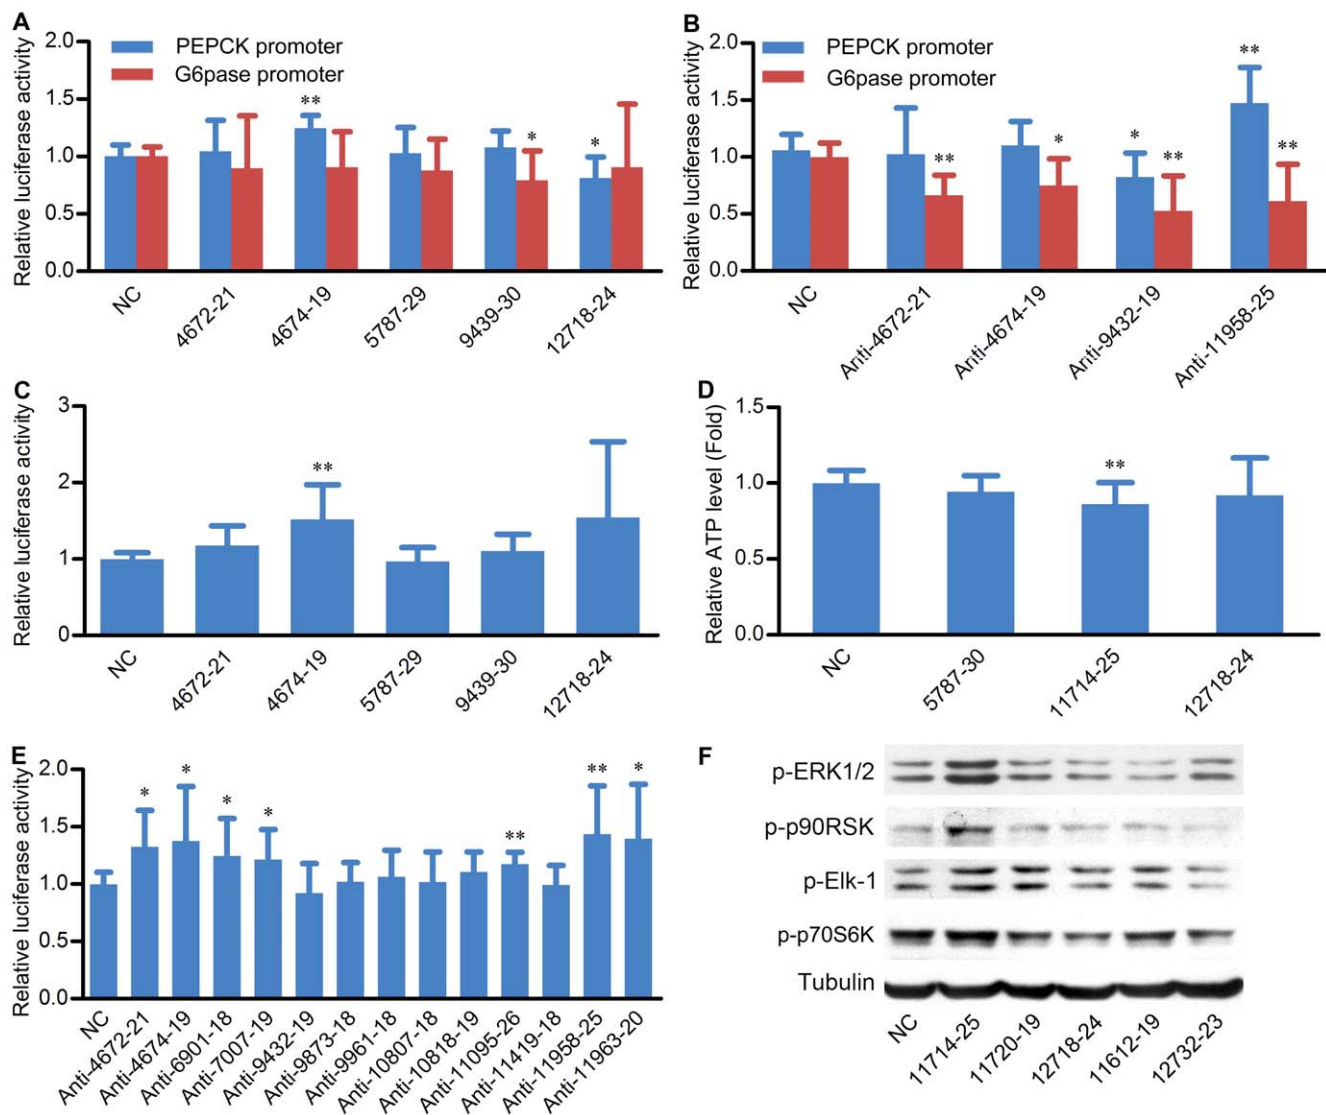 A
Relative luciferase activity
2.0
1.5
1.0
0.5
0.0
PEPCK promoter
G6pase promoter
**
*
*
NC
4672-21
4674-19
5787-29
9439-30
12718-24
B
Relative luciferase activity
2.0
1.5
1.0
0.5
0.0
PEPCK promoter
G6pase promoter
**
*
*
**
**
**
NC
Anti-4672-21
Anti-4674-19
Anti-9432-19
Anti-11958-25
C
Relative luciferase activity
3
2
1
0
**
NC
4672-21
4674-19
5787-29
9439-30
12718-24
D
Relative ATP level (Fold)
1.5
1.0
0.5
0.0
**
NC
5787-30
11714-25
12718-24
E
Relative luciferase activity
2.0
1.5
1.0
0.5
0.0
*
*
*
*
**
**
*
NC
Anti-4672-21
Anti-4674-19
Anti-6901-18
Anti-7007-19
Anti-9432-19
Anti-9873-18
Anti-9961-18
Anti-10807-18
Anti-10818-19
Anti-11095-26
Anti-11419-18
Anti-11958-25
Anti-11963-20
F
p-ERK1/2
p-p90RSK
p-Elk-1
p-p70S6K
Tubulin
NC
11714-25
11720-19
12718-24
11612-19
12732-23